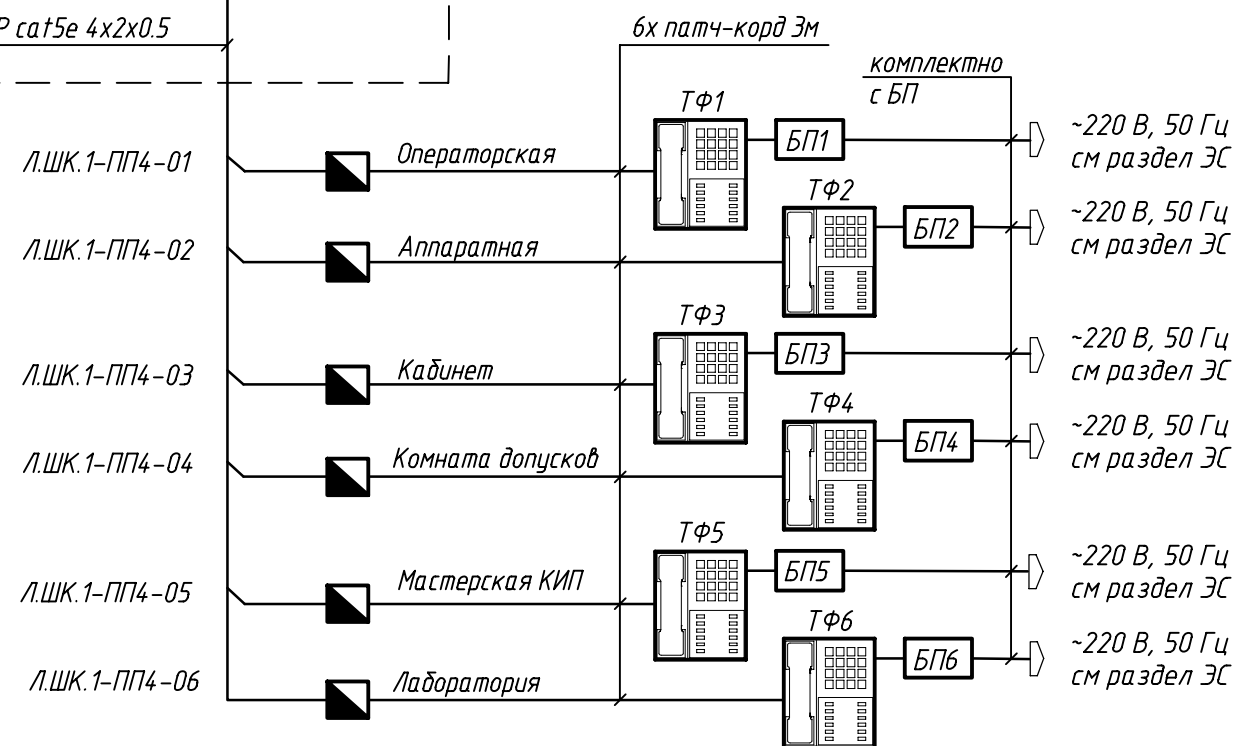 P cat5e 4x2x0.5
6х патч-корд 3м
комплектно
с БП
ТФ1
БП1
~220 В, 50 Гц
см раздел ЭС
Л.ШК.1-ПП4-01
Операторская
ТФ2
БП2
~220 В, 50 Гц
см раздел ЭС
Л.ШК.1-ПП4-02
Аппаратная
ТФ3
БП3
~220 В, 50 Гц
см раздел ЭС
Л.ШК.1-ПП4-03
Кабинет
ТФ4
БП4
~220 В, 50 Гц
см раздел ЭС
Л.ШК.1-ПП4-04
Комната допусков
ТФ5
БП5
~220 В, 50 Гц
см раздел ЭС
Л.ШК.1-ПП4-05
Мастерская КИП
ТФ6
БП6
~220 В, 50 Гц
см раздел ЭС
Л.ШК.1-ПП4-06
Лаборатория